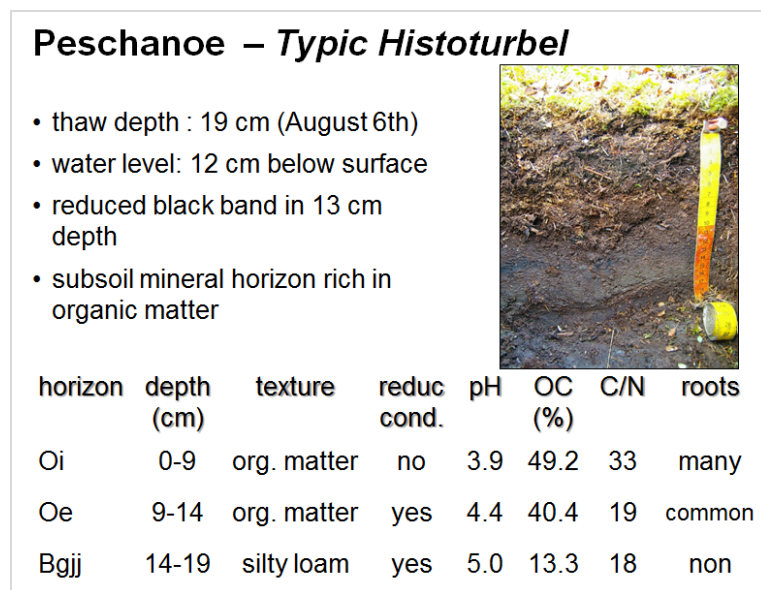 Peschanoe – Typic Histoturbel
• thaw depth : 19 cm (August 6th)
• water level: 12 cm below surface
• reduced black band in 13 cm
depth
• subsoil mineral horizon rich in
organic matter
horizon depth texture reduc pH OC C/N roots
(cm) cond. (%)
Oi 0-9 org. matter no 3.9 49.2 33 many
Oe 9-14 org. matter yes 4.4 40.4 19 common
Bgjj 14-19 silty loam yes 5.0 13.3 18 non